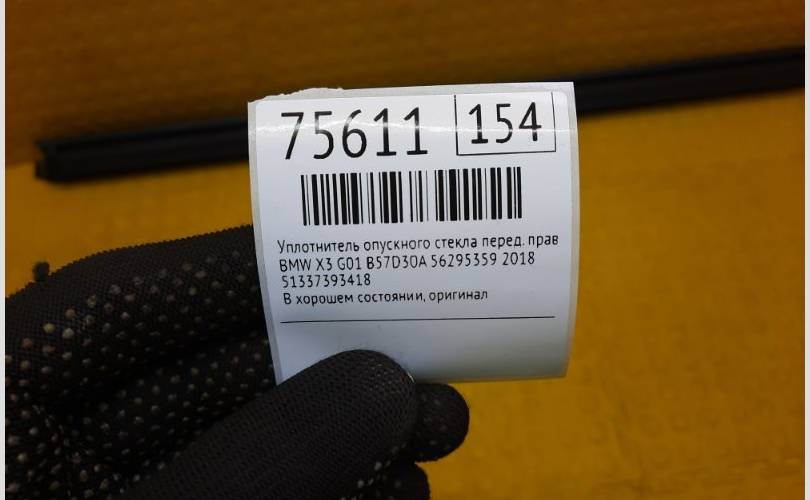 75611 154
Уплотнитель опускного стекла перед. прав
BMW X3 G01 B57D30A 56295359 2018
51337393418
В хорошем состоянии, оригинал